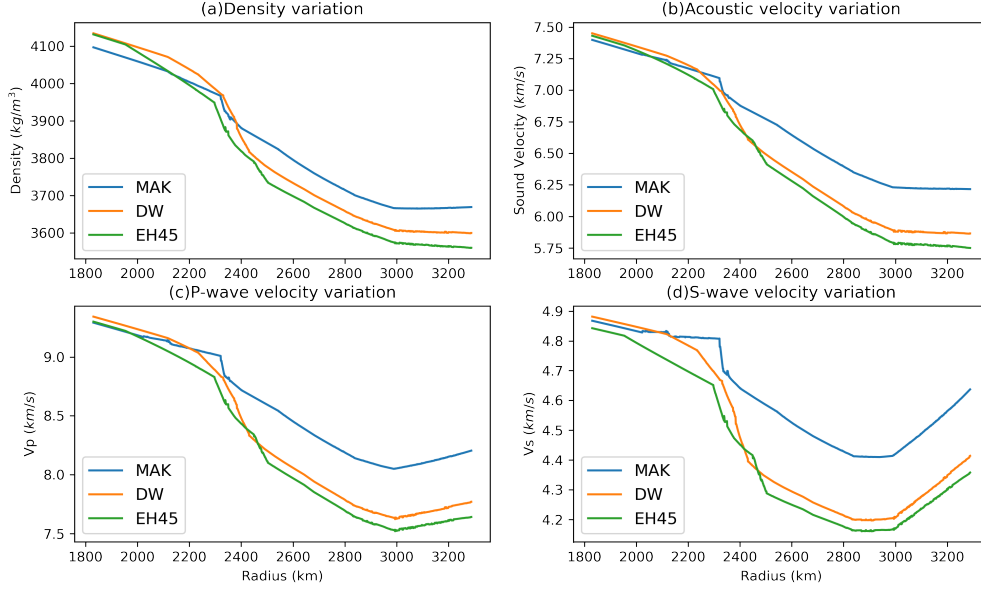 (a)Density variation
Density (kg/m³)
4100
4000
3900
3800
3700
3600
MAK
DW
EH45
1800 2000 2200 2400 2600 2800 3000 3200
(b)Acoustic velocity variation
Sound Velocity (km/s)
7.50
7.25
7.00
6.75
6.50
6.25
6.00
5.75
MAK
DW
EH45
1800 2000 2200 2400 2600 2800 3000 3200
(c)P-wave velocity variation
Vp (km/s)
9.0
8.5
8.0
7.5
MAK
DW
EH45
1800 2000 2200 2400 2600 2800 3000 3200
Radius (km)
(d)S-wave velocity variation
Vs (km/s)
4.9
4.8
4.7
4.6
4.5
4.4
4.3
4.2
MAK
DW
EH45
1800 2000 2200 2400 2600 2800 3000 3200
Radius (km)